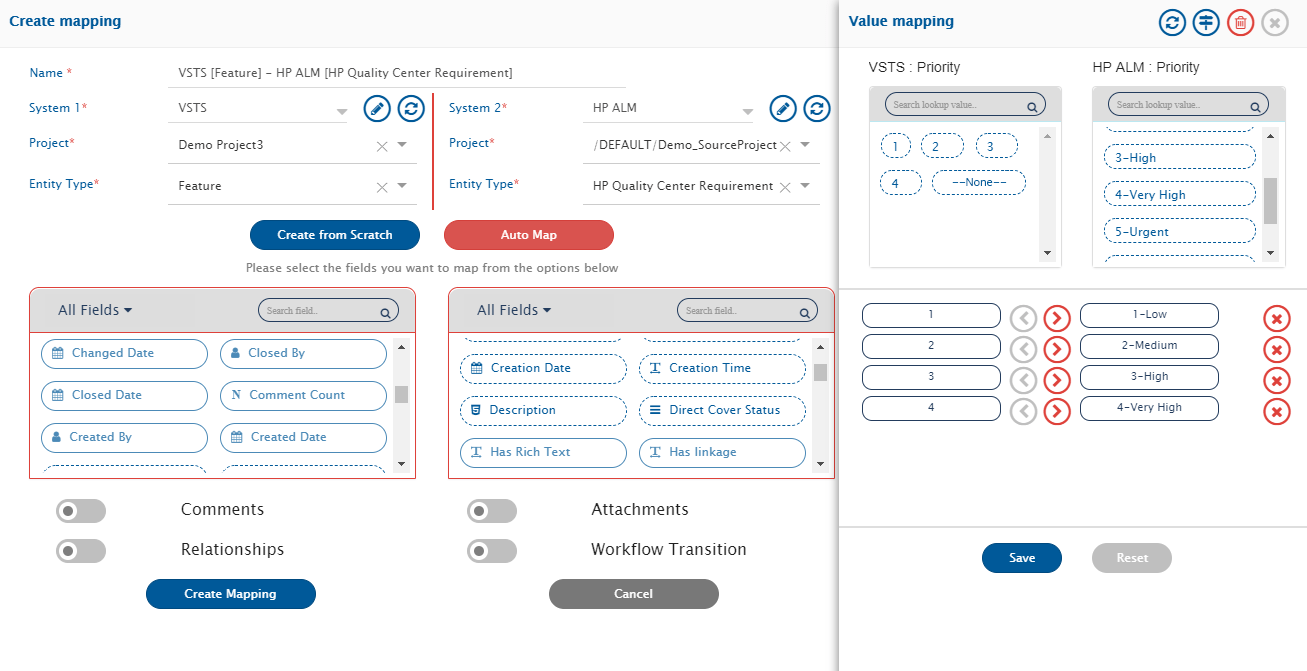 Create mapping
Name *
VSTS [Feature] - HP ALM [HP Quality Center Requirement]
System 1*
VSTS
System 2*
HP ALM
Project*
Demo Project3
Project*
/DEFAULT/Demo_SourceProject
Entity Type*
Feature
Entity Type*
HP Quality Center Requirement
Create from Scratch
Auto Map
Please select the fields you want to map from the options below
All Fields
Search field..
Changed Date
Closed By
Closed Date
N Comment Count
Created By
Created Date
All Fields
Search field..
Creation Date
Creation Time
Description
Direct Cover Status
Has Rich Text
Has linkage
Comments
Attachments
Relationships
Workflow Transition
Create Mapping
Cancel
Value mapping
VSTS : Priority
HP ALM : Priority
Search lookup value..
Search lookup value..
1
2
3
4
--None--
3-High
4-Very High
5-Urgent
1
1-Low
2
2-Medium
3
3-High
4
4-Very High
Save
Reset